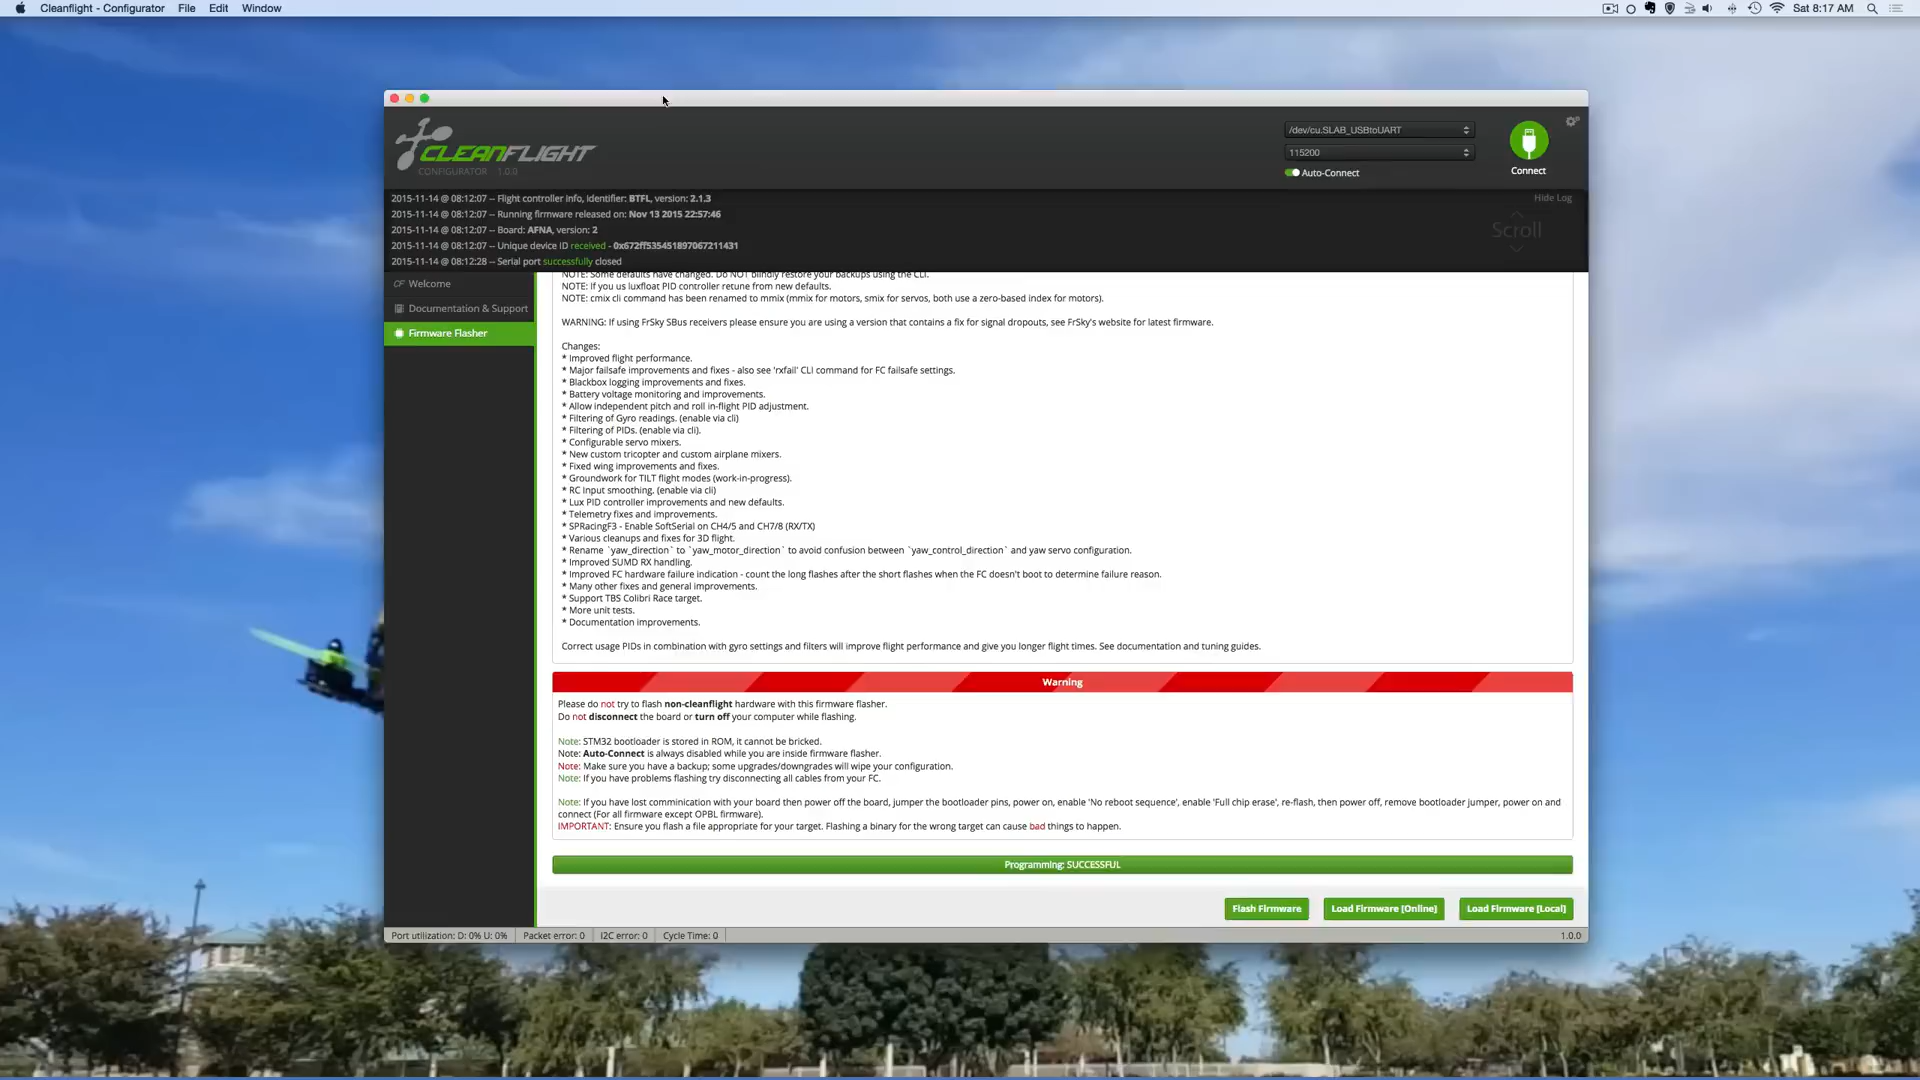 Cleanflight - Configurator File Edit Window Sat 8:17 AM
CLEANFLIGHT
CONFIGURATOR 1.0.0
/dev/cu.SLAB_USBtoUART
115200
Auto-Connect
Connect
2015-11-14 @ 08:12:07 -- Flight controller info, identifier: BTFL, version: 2.1.3
Hide Log
2015-11-14 @ 08:12:07 -- Running firmware released on: Nov 13 2015 22:57:46
2015-11-14 @ 08:12:07 -- Board: AFNA, version: 2
Scroll
2015-11-14 @ 08:12:07 -- Unique device ID received - 0x672ff535451897067211431
2015-11-14 @ 08:12:28 -- Serial port successfully closed
CF Welcome
Documentation & Support
Firmware Flasher
NOTE: Some defaults have changed. Do NOT blindly restore your backups using the CLI.
NOTE: If you us luxfloat PID controller retune from new defaults.
NOTE: cmix cli command has been renamed to mmix (mmix for motors, smix for servos, both use a zero-based index for motors).
WARNING: If using FrSky SBus receivers please ensure you are using a version that contains a fix for signal dropouts, see FrSky's website for latest firmware.
Changes:
* Improved flight performance.
* Major failsafe improvements and fixes - also see 'rxfail' CLI command for FC failsafe settings.
* Blackbox logging improvements and fixes.
* Battery voltage monitoring and improvements.
* Allow independent pitch and roll in-flight PID adjustment.
* Filtering of Gyro readings. (enable via cli)
* Filtering of PIDs. (enable via cli).
* Configurable servo mixers.
* New custom tricopter and custom airplane mixers.
* Fixed wing improvements and fixes.
* Groundwork for TILT flight modes (work-in-progress).
* RC input smoothing. (enable via cli)
* Lux PID controller improvements and new defaults.
* Telemetry fixes and improvements.
* SPRacingF3 - Enable SoftSerial on CH4/5 and CH7/8 (RX/TX)
* Various cleanups and fixes for 3D flight.
* Rename `yaw_direction` to `yaw_motor_direction` to avoid confusion between `yaw_control_direction` and yaw servo configuration.
* Improved SUMD RX handling.
* Improved FC hardware failure indication - count the long flashes after the short flashes when the FC doesn't boot to determine failure reason.
* Many other fixes and general improvements.
* Support TBS Colibri Race target.
* More unit tests.
* Documentation improvements.
Correct usage PIDs in combination with gyro settings and filters will improve flight performance and give you longer flight times. See documentation and tuning guides.
Warning
Please do not try to flash non-cleanflight hardware with this firmware flasher.
Do not disconnect the board or turn off your computer while flashing.
Note: STM32 bootloader is stored in ROM, it cannot be bricked.
Note: Auto-Connect is always disabled while you are inside firmware flasher.
Note: Make sure you have a backup; some upgrades/downgrades will wipe your configuration.
Note: If you have problems flashing try disconnecting all cables from your FC.
Note: If you have lost comminication with your board then power off the board, jumper the bootloader pins, power on, enable 'No reboot sequence', enable 'Full chip erase', re-flash, then power off, remove bootloader jumper, power on and
connect (For all firmware except OPBL firmware).
IMPORTANT: Ensure you flash a file appropriate for your target. Flashing a binary for the wrong target can cause bad things to happen.
Programming: SUCCESSFUL
Flash Firmware Load Firmware [Online] Load Firmware [Local]
Port utilization: D: 0% U: 0% Packet error: 0 I2C error: 0 Cycle Time: 0 1.0.0